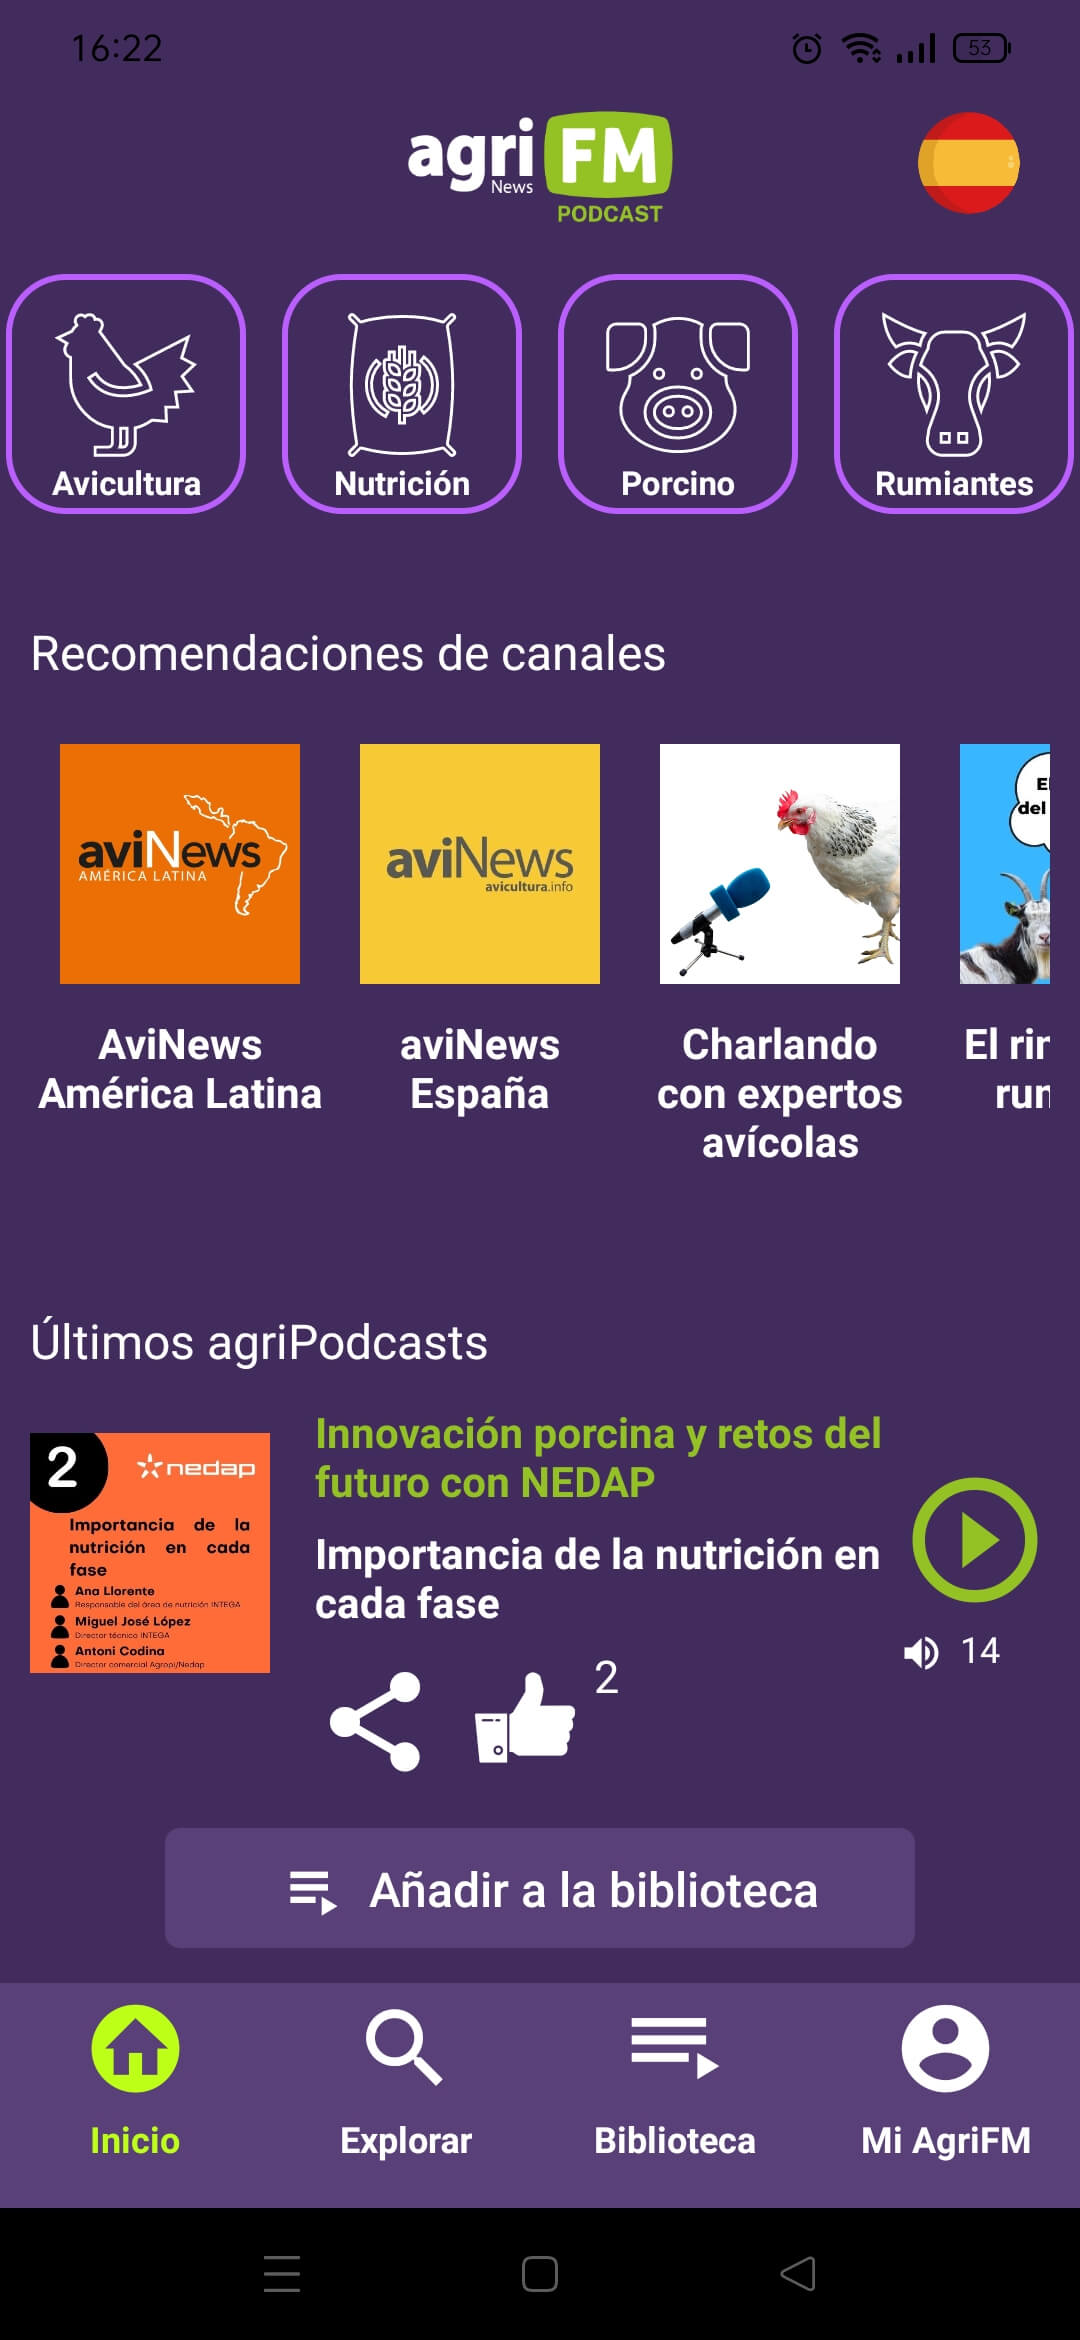 16:22
53
agri FM
News
PODCAST
Avicultura
Nutrición
Porcino
Rumiantes
Recomendaciones de canales
aviNews
AMÉRICA LATINA
aviNews
avicultura.info
El
del
AviNews
América Latina
aviNews
España
Charlando
con expertos
avícolas
El rin
run
Últimos agriPodcasts
2
nedap
Importancia de la
nutrición en cada
fase
Ana Llorente
Responsable del área de nutrición INTEGA
Miguel José López
Director técnico INTEGA
Antoni Codina
Director comercial Agropi/Nedap
Innovación porcina y retos del
futuro con NEDAP
Importancia de la nutrición en
cada fase
14
2
Añadir a la biblioteca
Inicio
Explorar
Biblioteca
Mi AgriFM